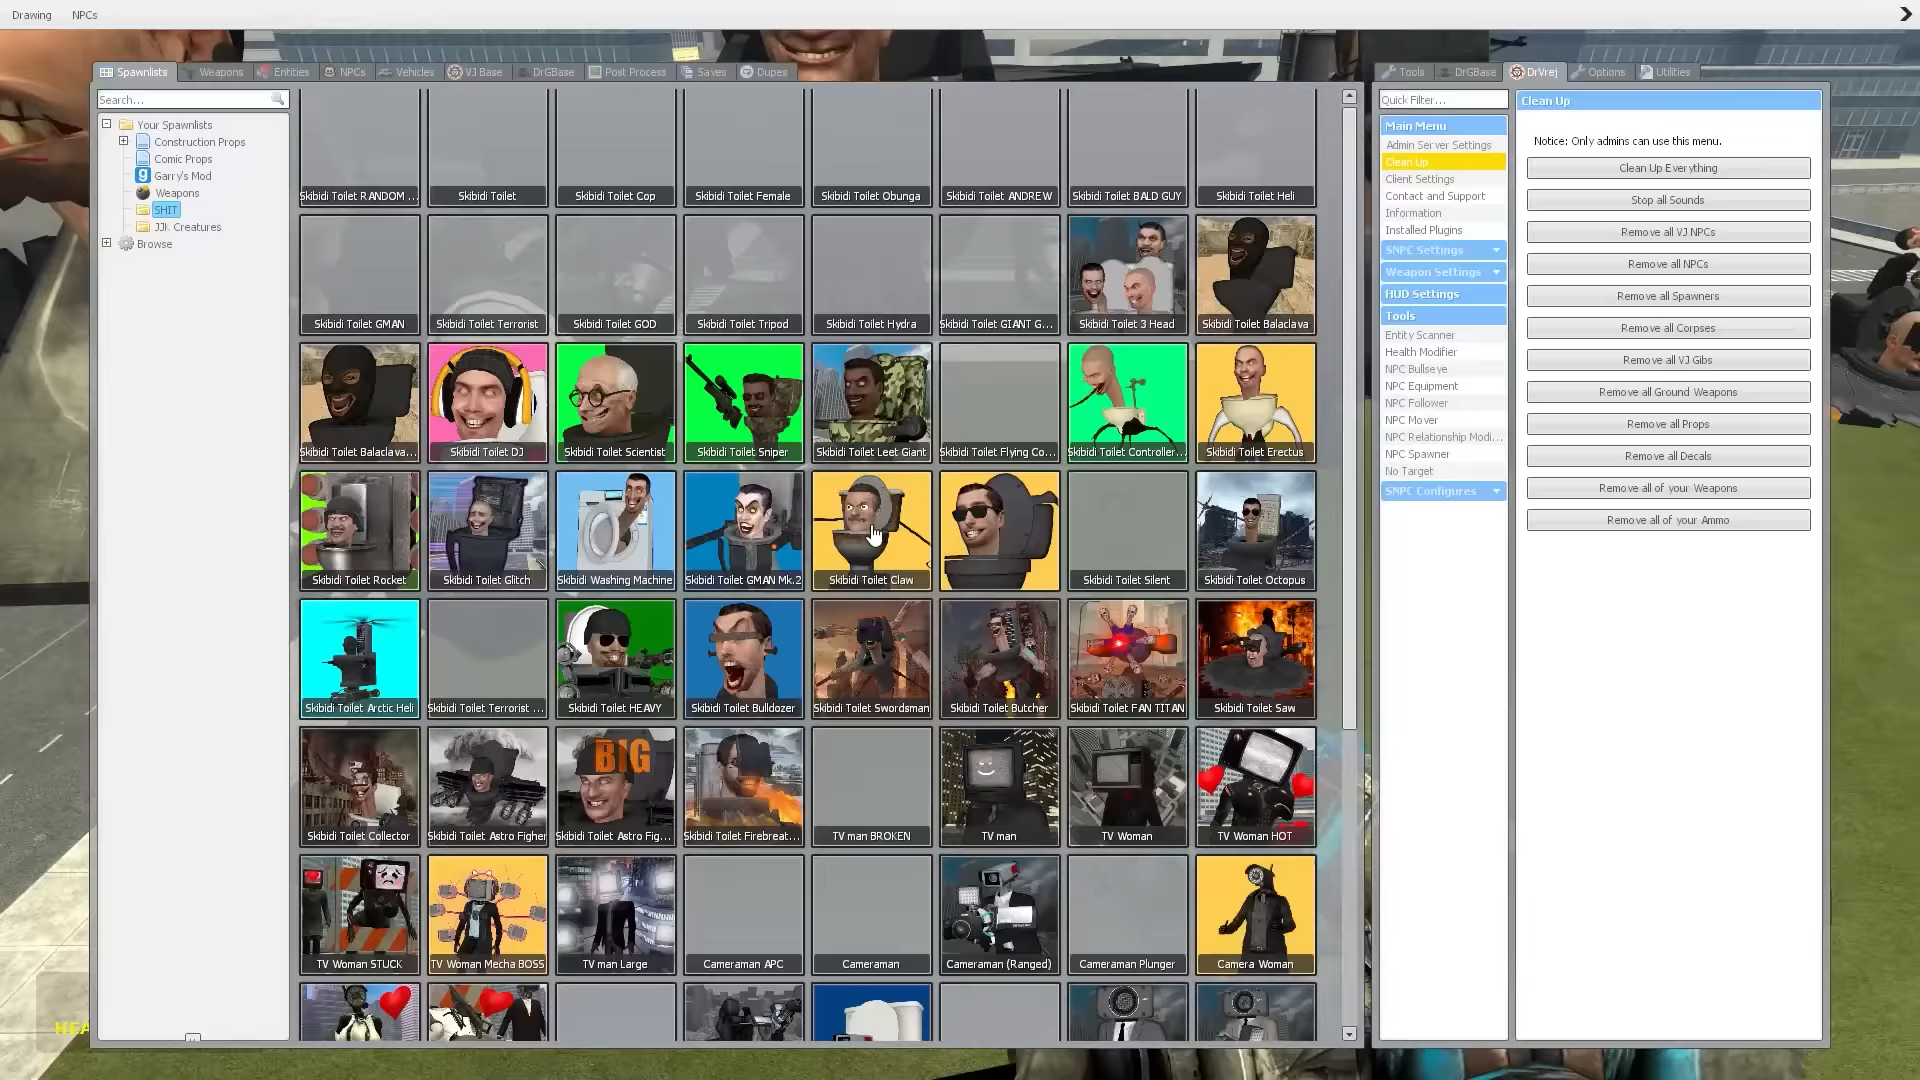 Drawing NPCs
Spawnlists Weapons Entities NPCs Vehicles VJ Base DrGBase Post Process Saves Dupes
Tools DrGBase DrVrej Options Utilities
Search...
Your Spawnlists
Construction Props
Comic Props
Garry's Mod
Weapons
SHIT
JJK Creatures
Browse
Skibidi Toilet RANDOM ... Skibidi Toilet Skibidi Toilet Cop Skibidi Toilet Female Skibidi Toilet Obunga Skibidi Toilet ANDREW Skibidi Toilet BALD GUY Skibidi Toilet Heli
Skibidi Toilet GMAN Skibidi Toilet Terrorist Skibidi Toilet GOD Skibidi Toilet Tripod Skibidi Toilet Hydra Skibidi Toilet GIANT G... Skibidi Toilet 3 Head Skibidi Toilet Balaclava
Skibidi Toilet Balaclava... Skibidi Toilet DJ Skibidi Toilet Scientist Skibidi Toilet Sniper Skibidi Toilet Leet Giant Skibidi Toilet Flying Co... Skibidi Toilet Controller... Skibidi Toilet Erectus
Skibidi Toilet Rocket Skibidi Toilet Glitch Skibidi Washing Machine Skibidi Toilet GMAN Mk.2 Skibidi Toilet Claw Skibidi Toilet Silent Skibidi Toilet Octopus
Skibidi Toilet Arctic Heli Skibidi Toilet Terrorist ... Skibidi Toilet HEAVY Skibidi Toilet Bulldozer Skibidi Toilet Swordsman Skibidi Toilet Butcher Skibidi Toilet FAN TITAN Skibidi Toilet Saw
BIG
Skibidi Toilet Collector Skibidi Toilet Astro Figher Skibidi Toilet Astro Fig... Skibidi Toilet Firebreat... TV man BROKEN TV man TV Woman TV Woman HOT
TV Woman STUCK TV Woman Mecha BOSS TV man Large Cameraman APC Cameraman Cameraman (Ranged) Cameraman Plunger Camera Woman
HEA
Quick Filter...
Main Menu
Admin Server Settings
Clean Up
Client Settings
Contact and Support
Information
Installed Plugins
SNPC Settings
Weapon Settings
HUD Settings
Tools
Entity Scanner
Health Modifier
NPC Bullseye
NPC Equipment
NPC Follower
NPC Mover
NPC Relationship Modi...
NPC Spawner
No Target
SNPC Configures
Clean Up
Notice: Only admins can use this menu.
Clean Up Everything
Stop all Sounds
Remove all VJ NPCs
Remove all NPCs
Remove all Spawners
Remove all Corpses
Remove all VJ Gibs
Remove all Ground Weapons
Remove all Props
Remove all Decals
Remove all of your Weapons
Remove all of your Ammo